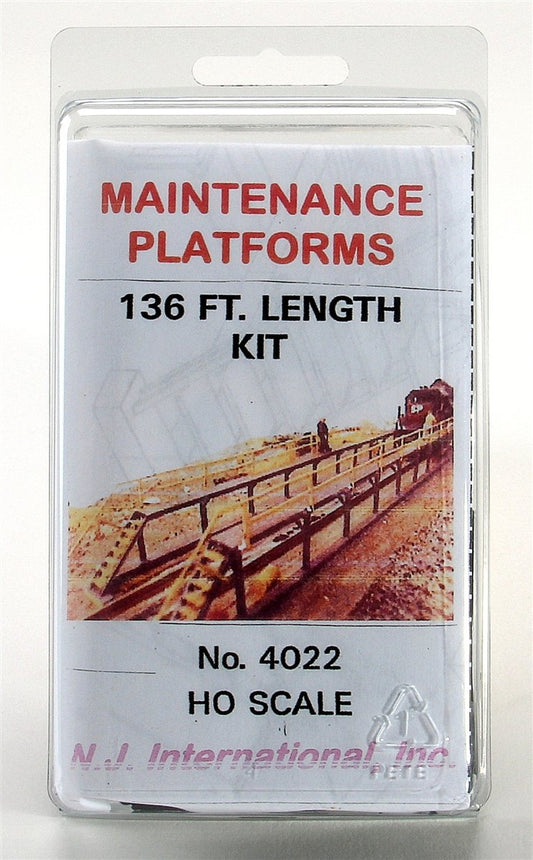 MAINTENANCE
PLATFORMS
136 FT. LENGTH
KIT
No. 4022
HO SCALE
1
N.J. International, Inc.
PETE